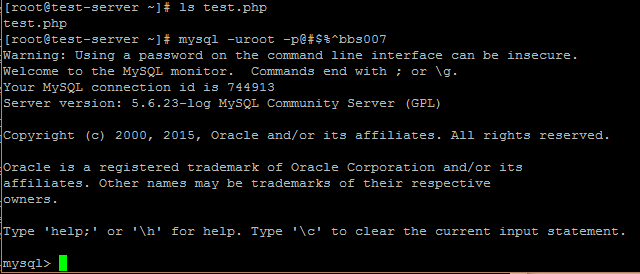 [root@test-server ~]# ls test.php
test.php
[root@test-server ~]# mysql -uroot -p@#$%^bbs007
Warning: Using a password on the command line interface can be insecure.
Welcome to the MySQL monitor.  Commands end with ; or \g.
Your MySQL connection id is 744913
Server version: 5.6.23-log MySQL Community Server (GPL)

Copyright (c) 2000, 2015, Oracle and/or its affiliates. All rights reserved.

Oracle is a registered trademark of Oracle Corporation and/or its
affiliates. Other names may be trademarks of their respective
owners.

Type 'help;' or '\h' for help. Type '\c' to clear the current input statement.

mysql>